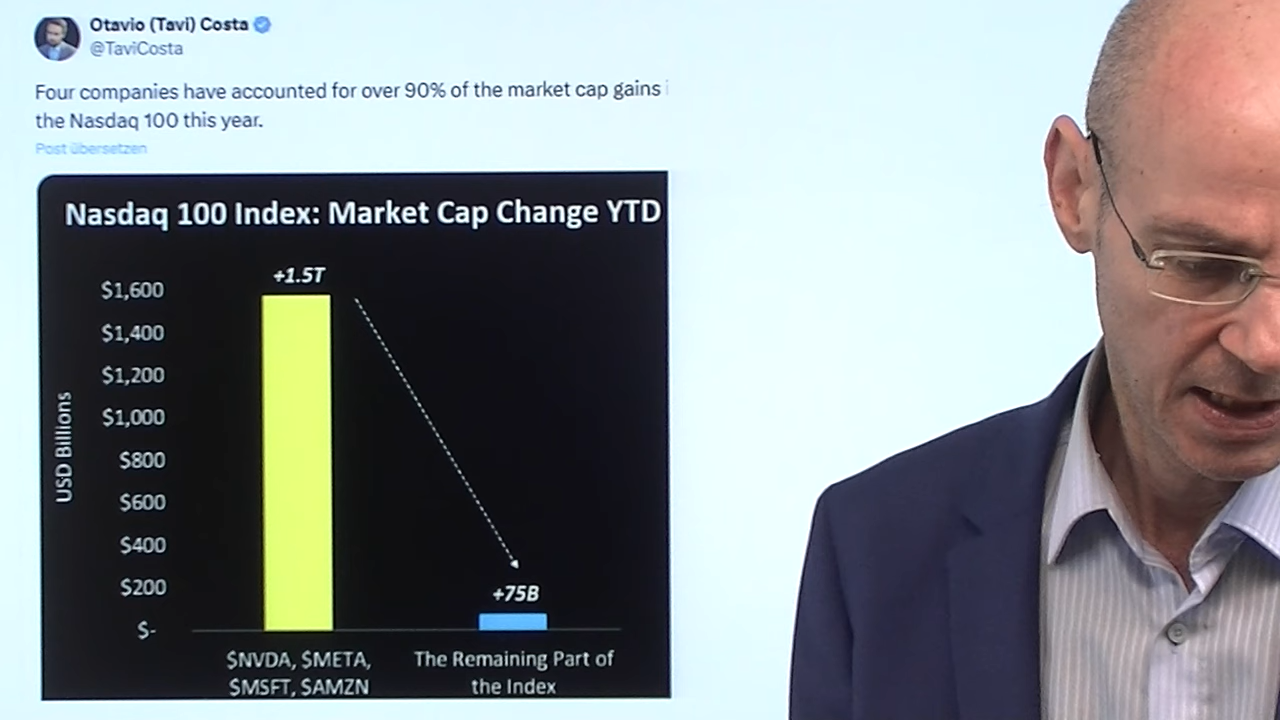 Otavio (Tavi) Costa
@TaviCosta
Four companies have accounted for over 90% of the market cap gains
the Nasdaq 100 this year.
Post übersetzen
Nasdaq 100 Index: Market Cap Change YTD
+1.5T
$1,600
$1,400
$1,200
$1,000
$800
$600
$400
$200
$-
USD Billions
+75B
$NVDA, $META,
$MSFT, $AMZN
The Remaining Part of
the Index